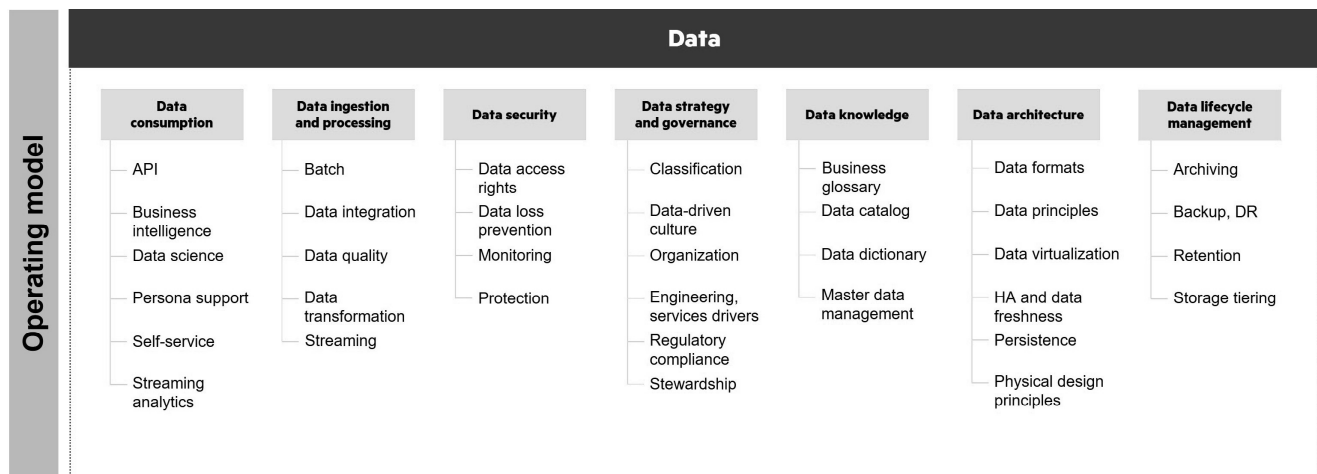 Operating model
Data
Data
consumption
API
Business
intelligence
Data science
Persona support
Self-service
Streaming
analytics
Data ingestion
and processing
Batch
Data integration
Data quality
Data
transformation
Streaming
Data security
Data access
rights
Data loss
prevention
Monitoring
Protection
Data strategy
and governance
Classification
Data-driven
culture
Organization
Engineering,
services drivers
Regulatory
compliance
Stewardship
Data knowledge
Business
glossary
Data catalog
Data dictionary
Master data
management
Data architecture
Data formats
Data principles
Data virtualization
HA and data
freshness
Persistence
Physical design
principles
Data lifecycle
management
Archiving
Backup, DR
Retention
Storage tiering